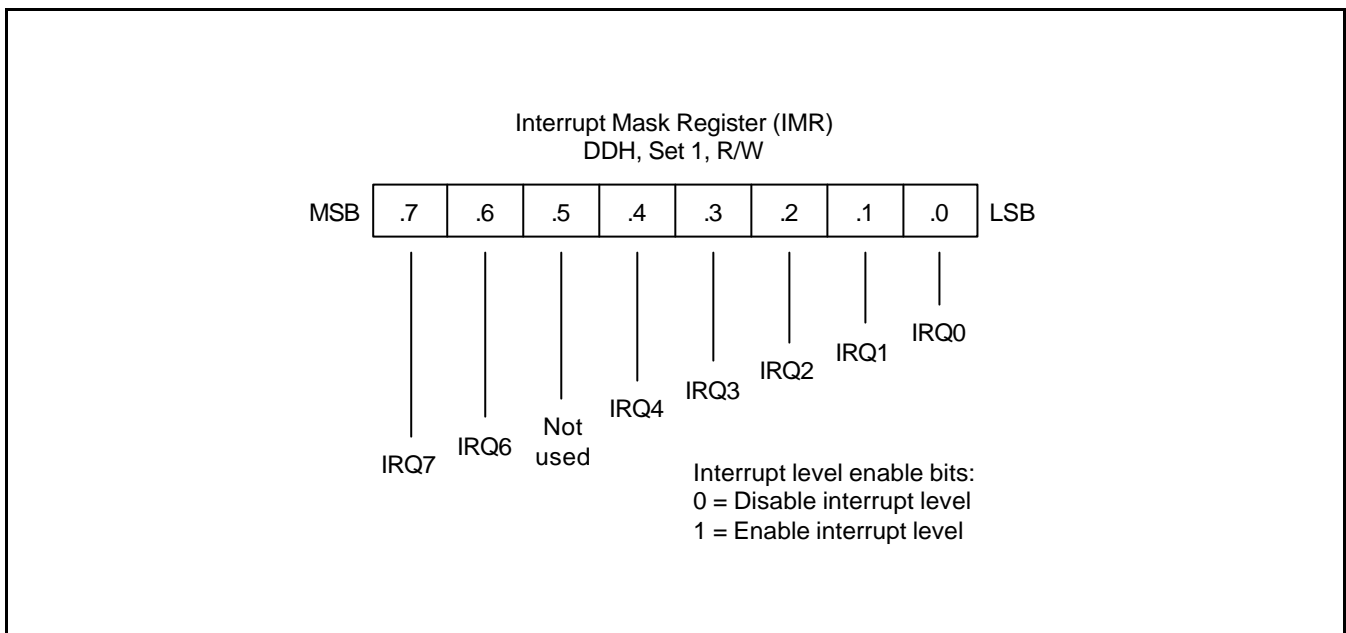 Interrupt Mask Register (IMR)
DDH, Set 1, R/W
MSB .7 .6 .5 .4 .3 .2 .1 .0 LSB
IRQ0
IRQ1
IRQ2
IRQ3
IRQ4
Not
used
IRQ6
IRQ7
Interrupt level enable bits:
0 = Disable interrupt level
1 = Enable interrupt level